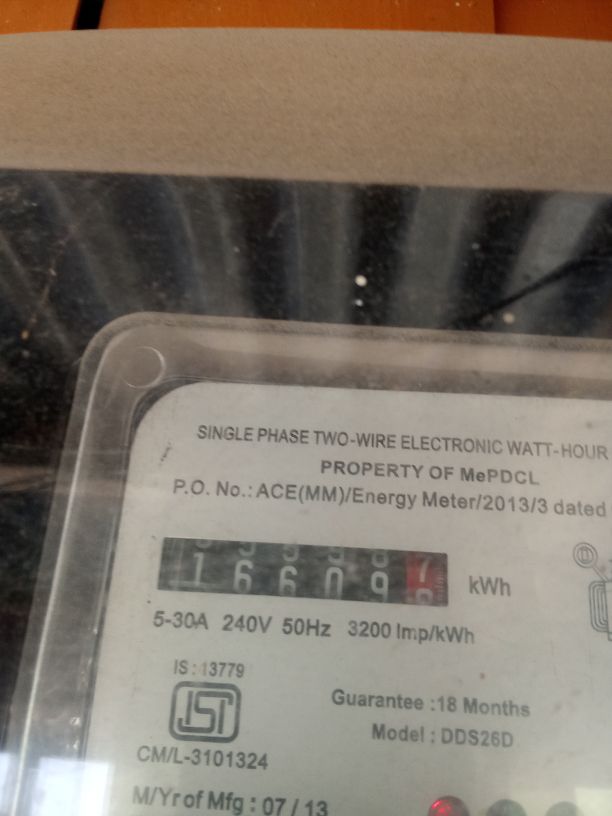 SINGLE PHASE TWO-WIRE ELECTRONIC WATT-HOUR
PROPERTY OF MePDCL
P.O. No.: ACE(MM)/Energy Meter/2013/3 dated
166097 kWh
5-30A 240V 50Hz 3200 Imp/kWh
IS : 13779
ISI
CM/L-3101324
Guarantee :18 Months
Model : DDS26D
M/Yr of Mfg : 07 / 13